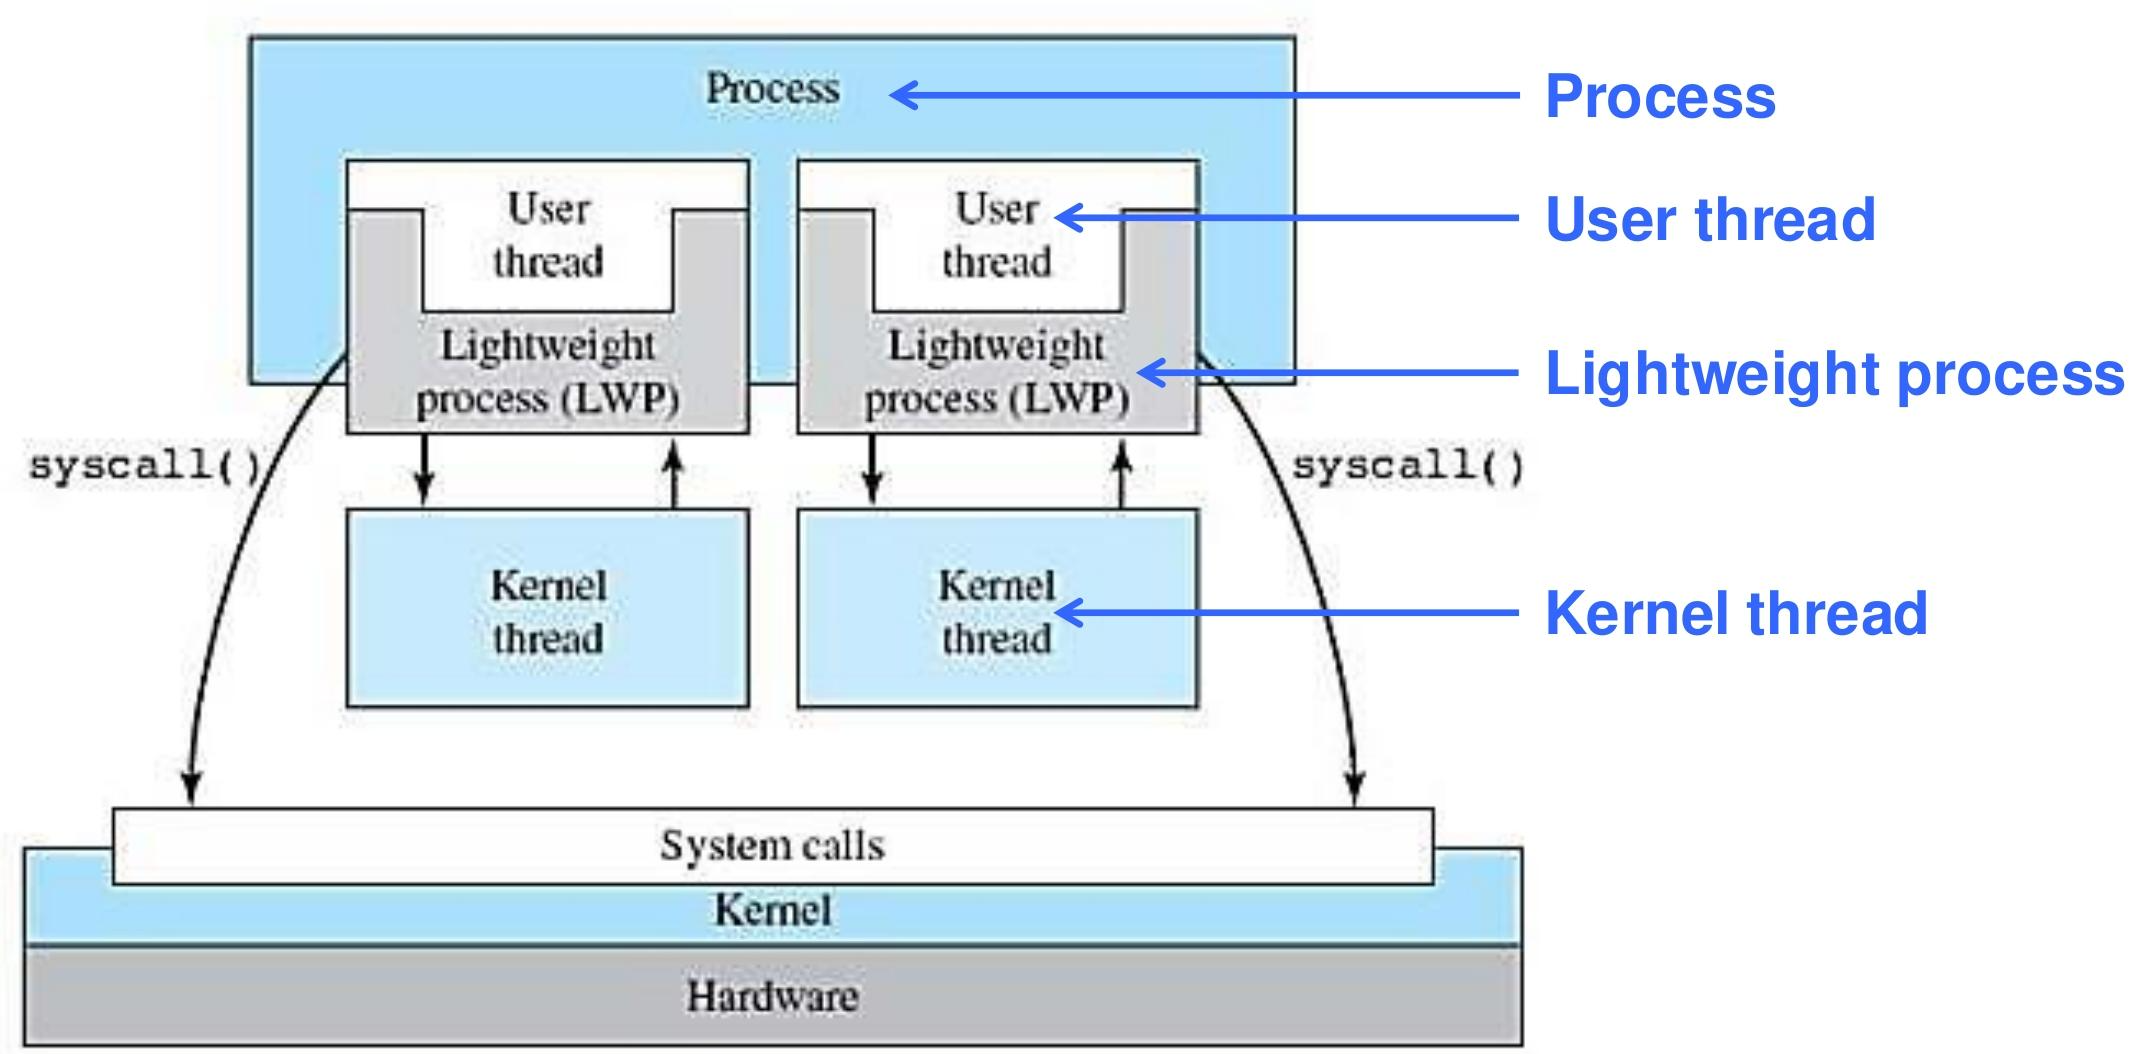 Process
Process
User
thread
User
thread
User thread
Lightweight
process (LWP)
Lightweight
process (LWP)
Lightweight process
syscall()
syscall()
Kernel
thread
Kernel
thread
Kernel thread
System calls
Kernel
Hardware